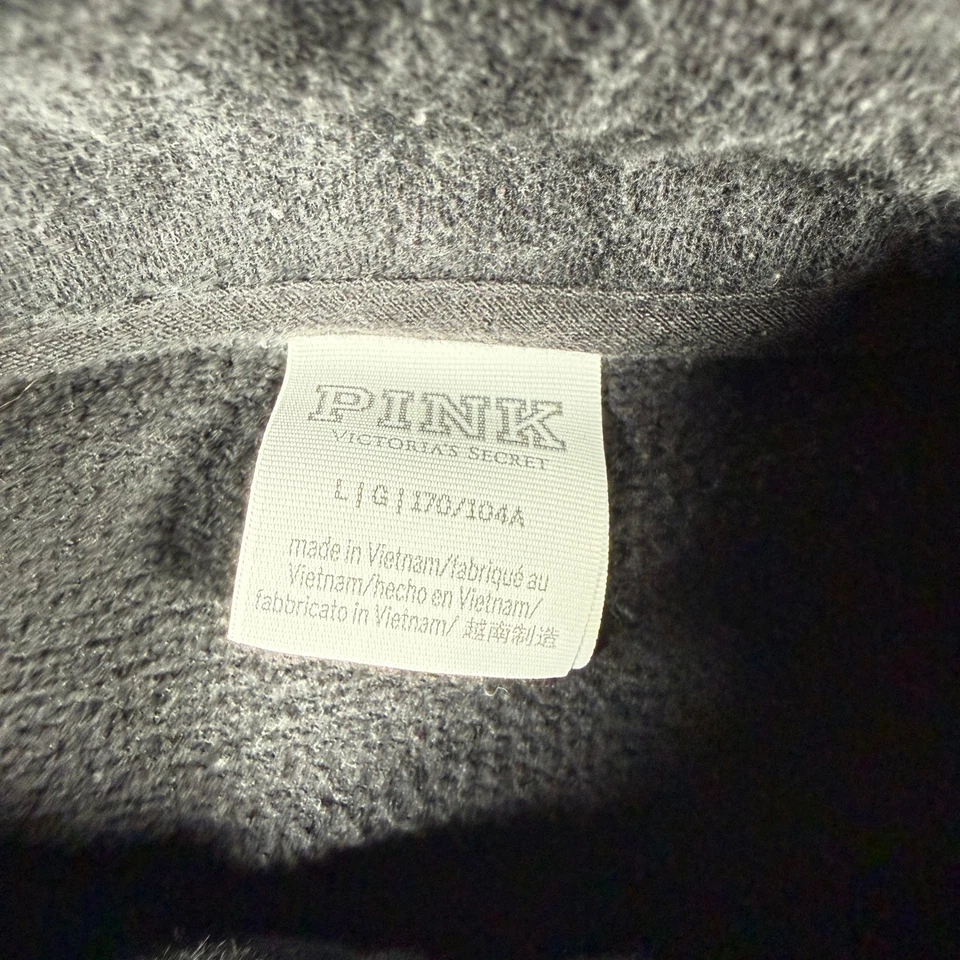 PINK
VICTORIA'S SECRET
L | G | 170/104A
made in Vietnam/fabriqué au
Vietnam/hecho en Vietnam/
fabbricato in Vietnam/ 越南制造